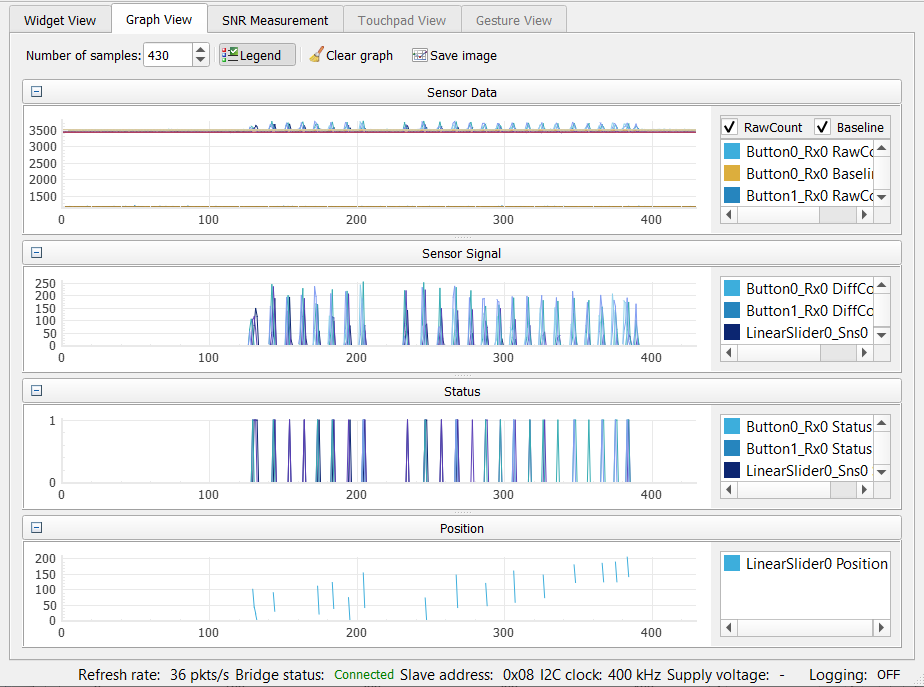 Widget View Graph View SNR Measurement Touchpad View Gesture View
Number of samples: 430 Legend Clear graph Save image
Sensor Data
3500
3000
2500
2000
1500
0 100 200 300 400
RawCount Baseline
Button0_Rx0 RawCo
Button0_Rx0 Baseli
Button1_Rx0 RawCo
Sensor Signal
250
200
150
100
50
0
0 100 200 300 400
Button0_Rx0 DiffCo
Button1_Rx0 DiffCo
LinearSlider0_Sns0
Status
1
0
0 100 200 300 400
Button0_Rx0 Status
Button1_Rx0 Status
LinearSlider0_Sns0
Position
200
150
100
50
0
0 100 200 300 400
LinearSlider0 Position
Refresh rate: 36 pkts/s Bridge status: Connected Slave address: 0x08 I2C clock: 400 kHz Supply voltage: - Logging: OFF